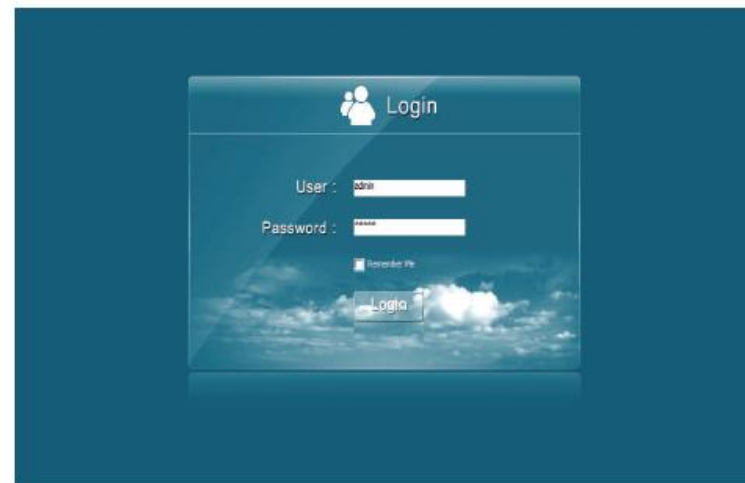 Login
User :
admin
Password :
*****
Remember Me
Login